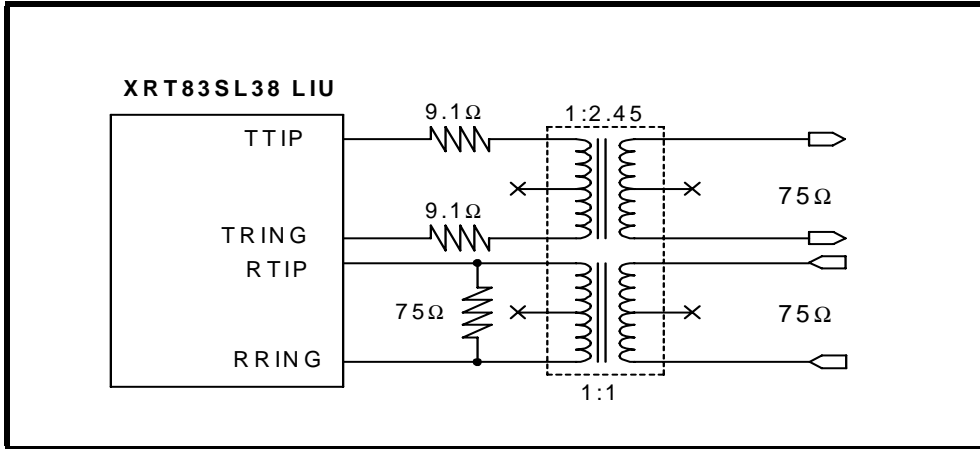 XRT83SL38 LIU
9.1Ω
1:2.45
TTIP
75Ω
9.1Ω
TRING
RTIP
75Ω
75Ω
RRING
1:1